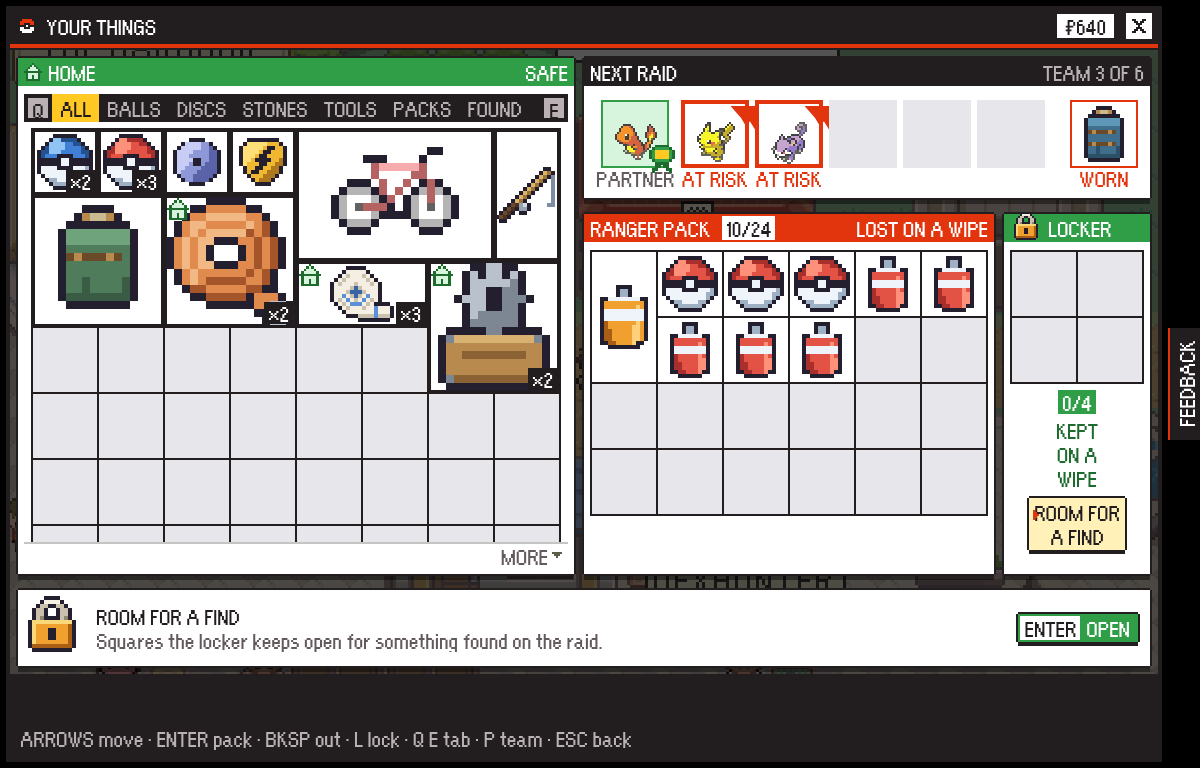 YOUR THINGS
₽640
X
HOME
SAFE
Q ALL BALLS DISCS STONES TOOLS PACKS FOUND E
×2
×3
×2
×3
×2
MORE
NEXT RAID
TEAM 3 OF 6
PARTNER
AT RISK
AT RISK
WORN
RANGER PACK 10/24
LOST ON A WIPE
LOCKER
0/4
KEPT
ON A
WIPE
ROOM FOR
A FIND
FEEDBACK
ROOM FOR A FIND
Squares the locker keeps open for something found on the raid.
ENTER OPEN
ARROWS move · ENTER pack · BKSP out · L lock · Q E tab · P team · ESC back